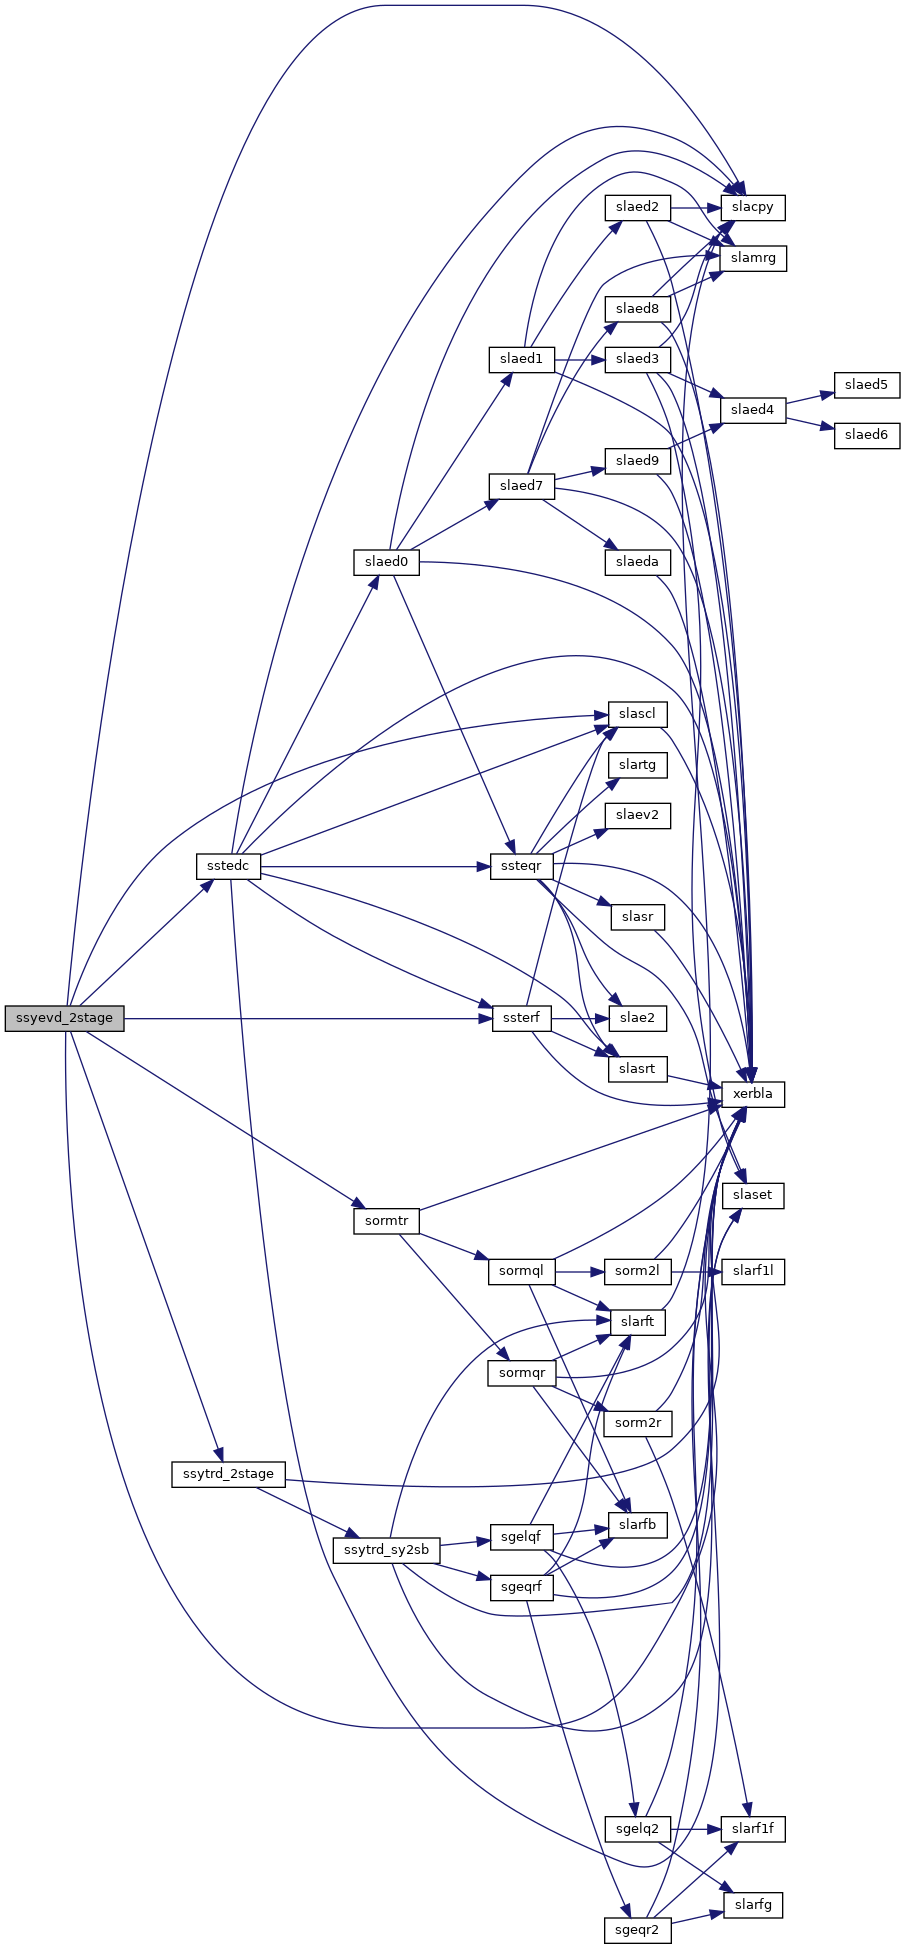 slacpy
slaed2
slamrg
slaed8
slaed1
slaed3
slaed5
slaed4
slaed6
slaed9
slaed7
slaed0
slaeda
slascl
slartg
slaev2
sstedc
ssteqr
slasr
ssyevd_2stage
ssterf
slae2
slasrt
xerbla
slaset
sormtr
sormql
sorm2l
slarf1l
slarft
sormqr
sorm2r
ssytrd_2stage
slarfb
sgelqf
ssytrd_sy2sb
sgeqrf
sgelq2
slarf1f
slarfg
sgeqr2